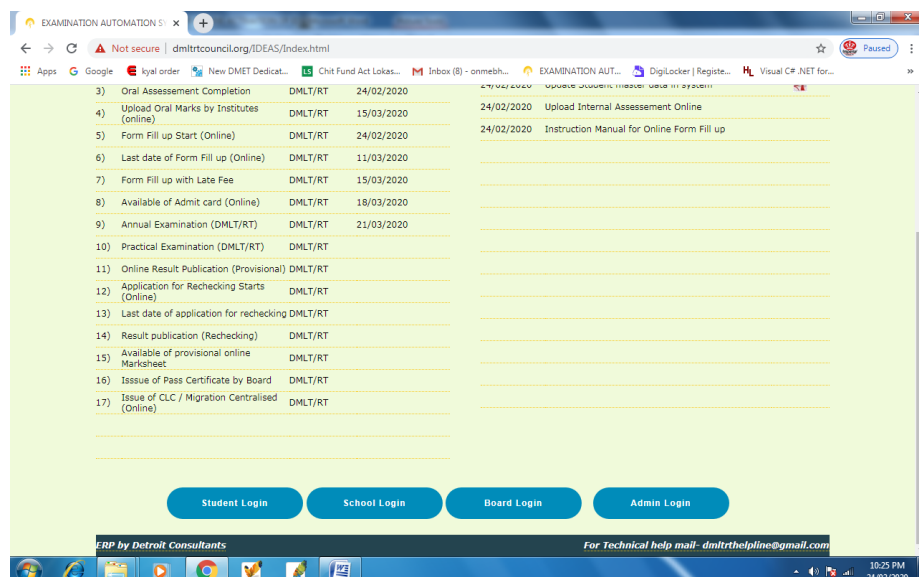 EXAMINATION AUTOMATION SY
Not secure | dmltrtcouncil.org/IDEAS/Index.html
Paused
Apps Google kyal order New DMET Dedicat... Chit Fund Act Lokas... Inbox (8) - onmebh... EXAMINATION AUT... DigiLocker | Registe... Visual C# .NET for... »
3) Oral Assessement Completion DMLT/RT 24/02/2020
4) Upload Oral Marks by Institutes (online) DMLT/RT 15/03/2020
5) Form Fill up Start (Online) DMLT/RT 24/02/2020
6) Last date of Form Fill up (Online) DMLT/RT 11/03/2020
7) Form Fill up with Late Fee DMLT/RT 15/03/2020
8) Available of Admit card (Online) DMLT/RT 18/03/2020
9) Annual Examination (DMLT/RT) DMLT/RT 21/03/2020
10) Practical Examination (DMLT/RT) DMLT/RT
11) Online Result Publication (Provisional) DMLT/RT
12) Application for Rechecking Starts (Online) DMLT/RT
13) Last date of application for rechecking DMLT/RT
14) Result publication (Rechecking) DMLT/RT
15) Available of provisional online Marksheet DMLT/RT
16) Isssue of Pass Certificate by Board DMLT/RT
17) Issue of CLC / Migration Centralised (Online) DMLT/RT
24/02/2020 Update Student master data in system
24/02/2020 Upload Internal Assessement Online
24/02/2020 Instruction Manual for Online Form Fill up
Student Login School Login Board Login Admin Login
ERP by Detroit Consultants For Technical help mail- dmltrthelpline@gmail.com
10:25 PM